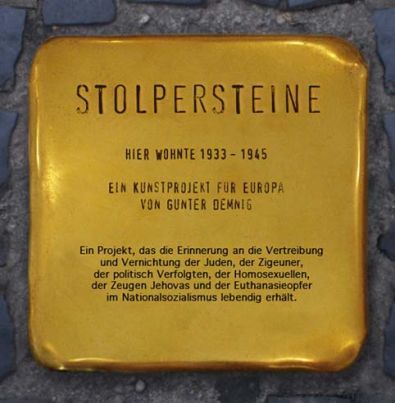 STOLPERSTEINE
HIER WOHNTE 1933 - 1945
EIN KUNSTPROJEKT FÜR EUROPA
VON GUNTER DEMNIG
Ein Projekt, das die Erinnerung an die Vertreibung
und Vernichtung der Juden, der Zigeuner,
der politisch Verfolgten, der Homosexuellen,
der Zeugen Jehovas und der Euthanasieopfer
im Nationalsozialismus lebendig erhält.